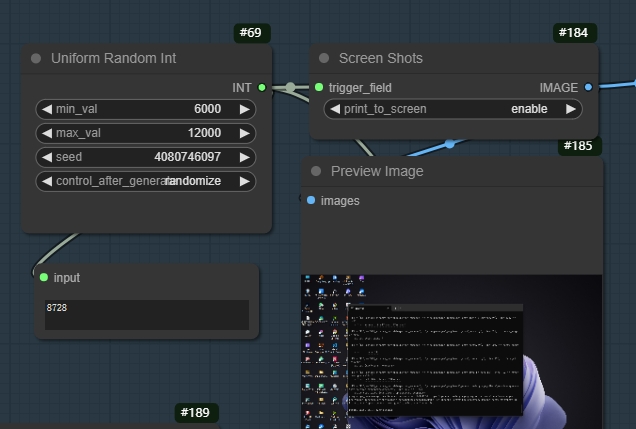 #69
Uniform Random Int
INT
min_val 6000
max_val 12000
seed 4080746097
control_after_genera randomize
#184
Screen Shots
trigger_field IMAGE
print_to_screen enable
#185
Preview Image
images
input
8728
#189